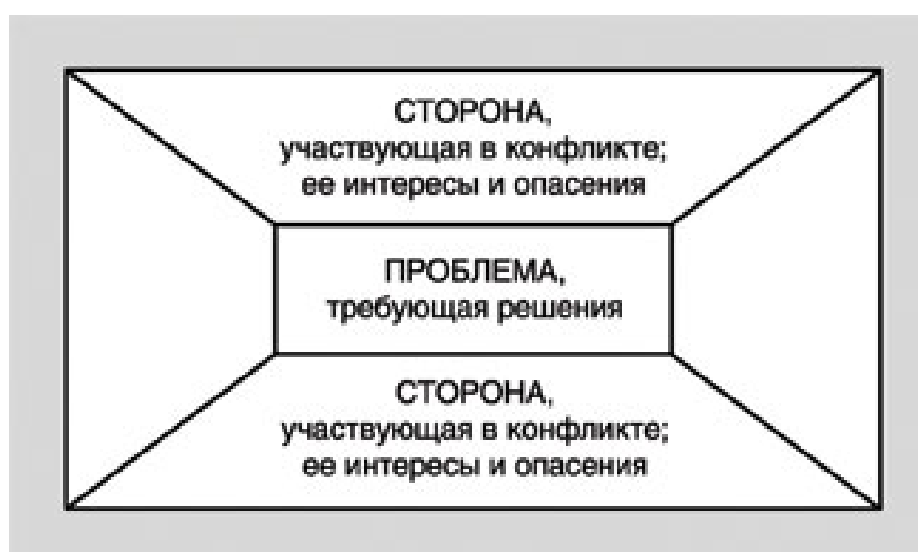 СТОРОНА,
участвующая в конфликте;
ее интересы и опасения
ПРОБЛЕМА,
требующая решения
СТОРОНА,
участвующая в конфликте;
ее интересы и опасения